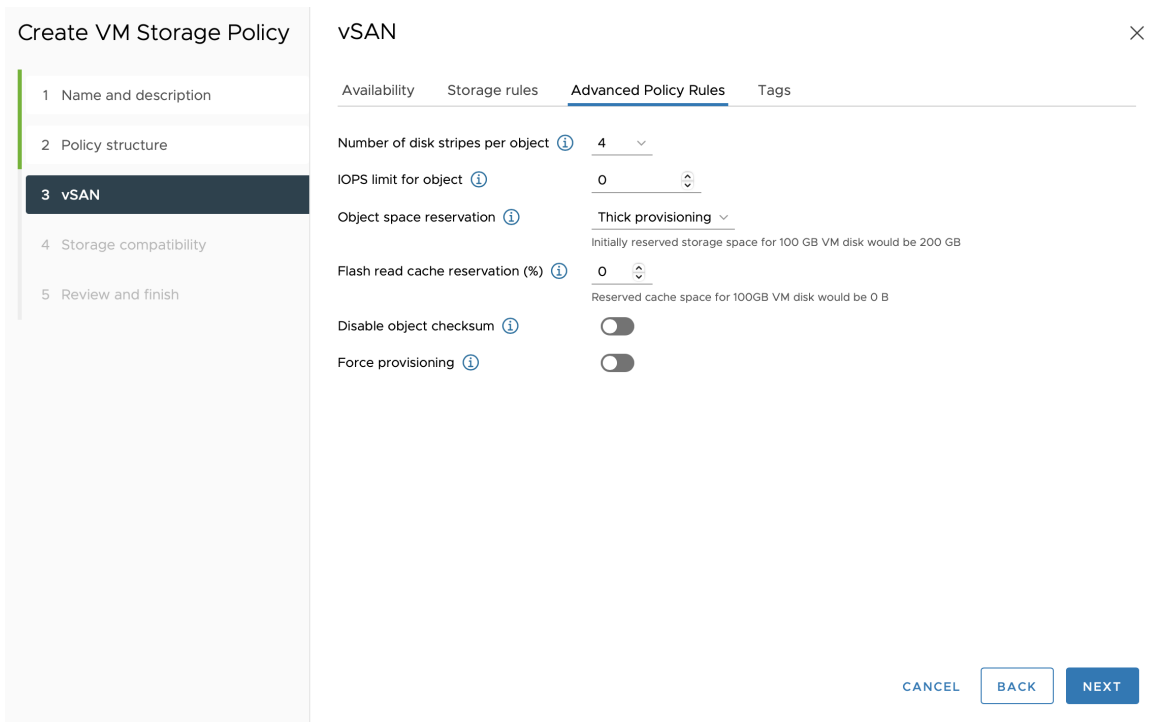 Create VM Storage Policy
1 Name and description
2 Policy structure
3 vSAN
4 Storage compatibility
5 Review and finish
vSAN
Availability Storage rules Advanced Policy Rules Tags
Number of disk stripes per object 4
IOPS limit for object 0
Object space reservation Thick provisioning
Initially reserved storage space for 100 GB VM disk would be 200 GB
Flash read cache reservation (%) 0
Reserved cache space for 100GB VM disk would be 0 B
Disable object checksum
Force provisioning
CANCEL BACK NEXT